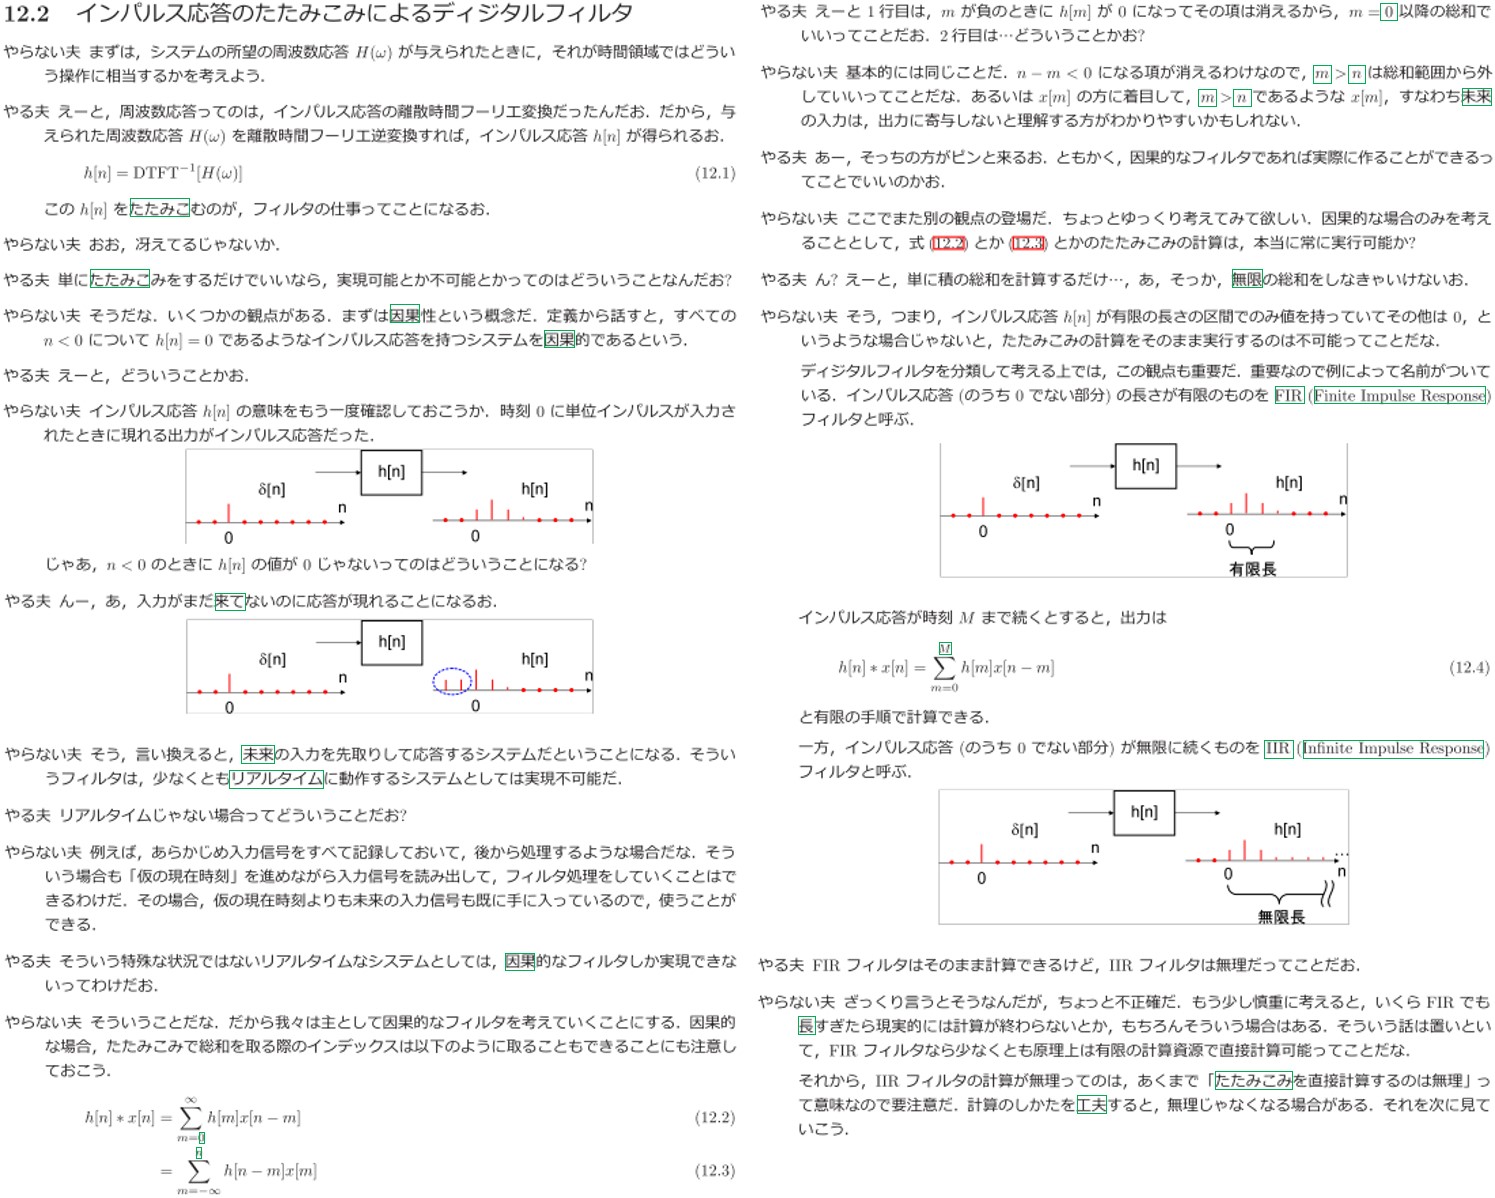 12.2 インパルス応答のたたみこみによるディジタルフィルタ
やらない夫 まずは，システムの所望の周波数応答 H(ω) が与えられたときに，それが時間領域ではどうい
う操作に相当するかを考えよう．
やる夫 えーと，周波数応答ってのは，インパルス応答の離散時間フーリエ変換だったんだお．だから，与
えられた周波数応答 H(ω) を離散時間フーリエ逆変換すれば，インパルス応答 h[n] が得られるお．
h[n] = DTFT⁻¹[H(ω)] (12.1)
この h[n] をたたみこむのが，フィルタの仕事ってことになるお．
やらない夫 おお，冴えてるじゃないか．
やる夫 単にたたみこみをするだけでいいなら，実現可能とか不可能とかってのはどういうことなんだお?
やらない夫 そうだな．いくつかの観点がある．まずは因果性という概念だ．定義から話すと，すべての
n < 0 について h[n] = 0 であるようなインパルス応答を持つシステムを因果的であるという．
やる夫 えーと，どういうことかお．
やらない夫 インパルス応答 h[n] の意味をもう一度確認しておこうか．時刻 0 に単位インパルスが入力さ
れたときに現れる出力がインパルス応答だった．
h[n]
δ[n] h[n]
n n
0 0
じゃあ，n < 0 のときに h[n] の値が 0 じゃないってのはどういうことになる?
やる夫 んー，あ，入力がまだ来てないのに応答が現れることになるお．
h[n]
δ[n] h[n]
n n
0 0
やらない夫 そう，言い換えると，未来の入力を先取りして応答するシステムだということになる．そうい
うフィルタは，少なくともリアルタイムに動作するシステムとしては実現不可能だ．
やる夫 リアルタイムじゃない場合ってどういうことだお?
やらない夫 例えば，あらかじめ入力信号をすべて記録しておいて，後から処理するような場合だな．そう
いう場合も「仮の現在時刻」を進めながら入力信号を読み出して，フィルタ処理をしていくことはで
きるわけだ．その場合，仮の現在時刻よりも未来の入力信号も既に手に入っているので，使うことが
できる．
やる夫 そういう特殊な状況ではないリアルタイムなシステムとしては，因果的なフィルタしか実現できな
いってわけだお．
やらない夫 そういうことだな．だから我々は主として因果的なフィルタを考えていくことにする．因果的
な場合，たたみこみで総和を取る際のインデックスは以下のように取ることもできることにも注意し
ておこう．
h[n] ∗ x[n] = ∑_{m=0}^{∞} h[m]x[n − m] (12.2)
= ∑_{m=−∞}^{n} h[n − m]x[m] (12.3)
やる夫 えーと 1 行目は，m が負のときに h[m] が 0 になってその項は消えるから，m = 0 以降の総和で
いいってことだお．2 行目は…どういうことかお?
やらない夫 基本的には同じことだ．n − m < 0 になる項が消えるわけなので，m > n は総和範囲から外
していいってことだな．あるいは x[m] の方に着目して，m > n であるような x[m]，すなわち未来
の入力は，出力に寄与しないと理解する方がわかりやすいかもしれない．
やる夫 あー，そっちの方がピンと来るお．ともかく，因果的なフィルタであれば実際に作ることができるっ
てことでいいのかお．
やらない夫 ここでまた別の観点の登場だ．ちょっとゆっくり考えてみて欲しい．因果的な場合のみを考え
ることとして，式 (12.2) とか (12.3) とかのたたみこみの計算は，本当に常に実行可能か?
やる夫 ん? えーと，単に積の総和を計算するだけ…，あ，そっか，無限の総和をしなきゃいけないお．
やらない夫 そう，つまり，インパルス応答 h[n] が有限の長さの区間でのみ値を持っていてその他は 0，と
いうような場合じゃないと，たたみこみの計算をそのまま実行するのは不可能ってことだな．
ディジタルフィルタを分類して考える上では，この観点も重要だ．重要なので例によって名前がついて
いる．インパルス応答 (のうち 0 でない部分) の長さが有限のものを FIR (Finite Impulse Response)
フィルタと呼ぶ．
h[n]
δ[n] h[n]
n n
0 0
有限長
インパルス応答が時刻 M まで続くとすると，出力は
h[n] ∗ x[n] = ∑_{m=0}^{M} h[m]x[n − m] (12.4)
と有限の手順で計算できる．
一方，インパルス応答 (のうち 0 でない部分) が無限に続くものを IIR (Infinite Impulse Response)
フィルタと呼ぶ．
h[n]
δ[n] h[n]
n … n
0 0
無限長
やる夫 FIR フィルタはそのまま計算できるけど，IIR フィルタは無理だってことだお．
やらない夫 ざっくり言うとそうなんだが，ちょっと不正確だ．もう少し慎重に考えると，いくら FIR でも
長すぎたら現実的には計算が終わらないとか，もちろんそういう場合はある．そういう話は置いとい
て，FIR フィルタなら少なくとも原理上は有限の計算資源で直接計算可能ってことだな．
それから，IIR フィルタの計算が無理ってのは，あくまで「たたみこみを直接計算するのは無理」っ
て意味なので要注意だ．計算のしかたを工夫すると，無理じゃなくなる場合がある．それを次に見て
いこう．